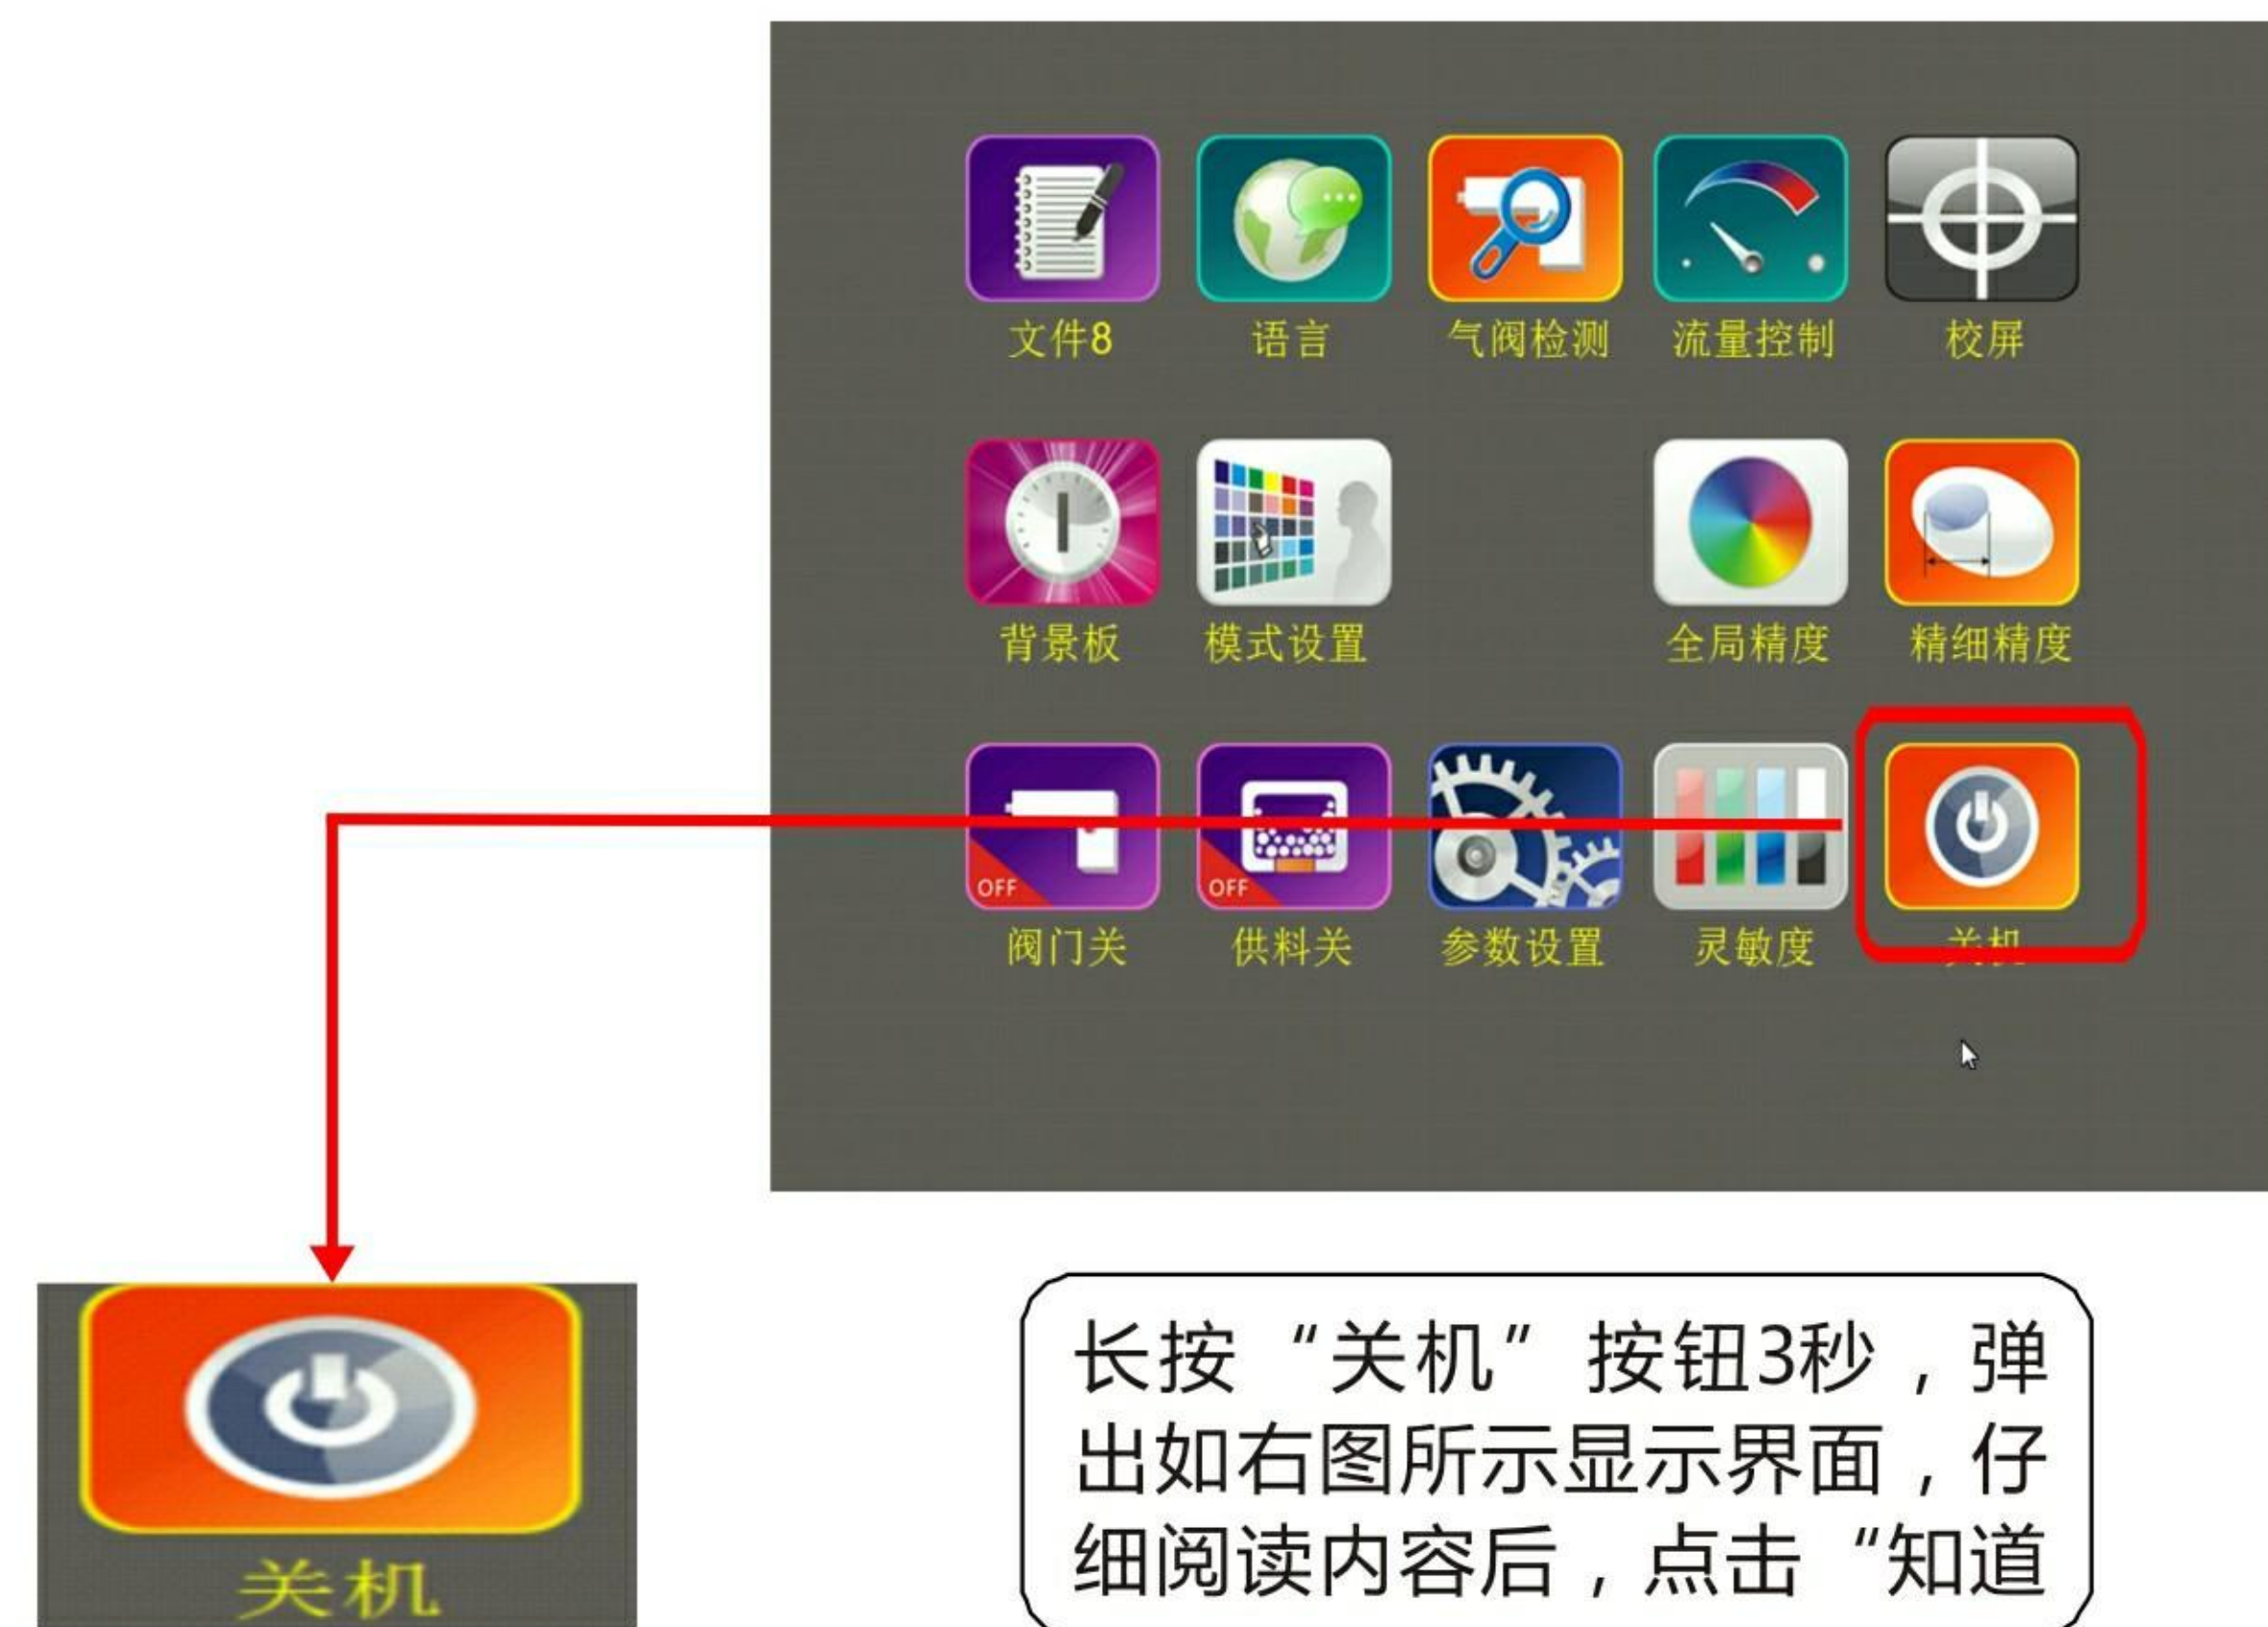 文件8 语言 气阀检测 流量控制 校屏
背景板 模式设置 全局精度 精细精度
OFF OFF
阀门关 供料关 参数设置 灵敏度 关机
关机
长按“关机”按钮3秒，弹
出如右图所示显示界面，仔
细阅读内容后，点击“知道